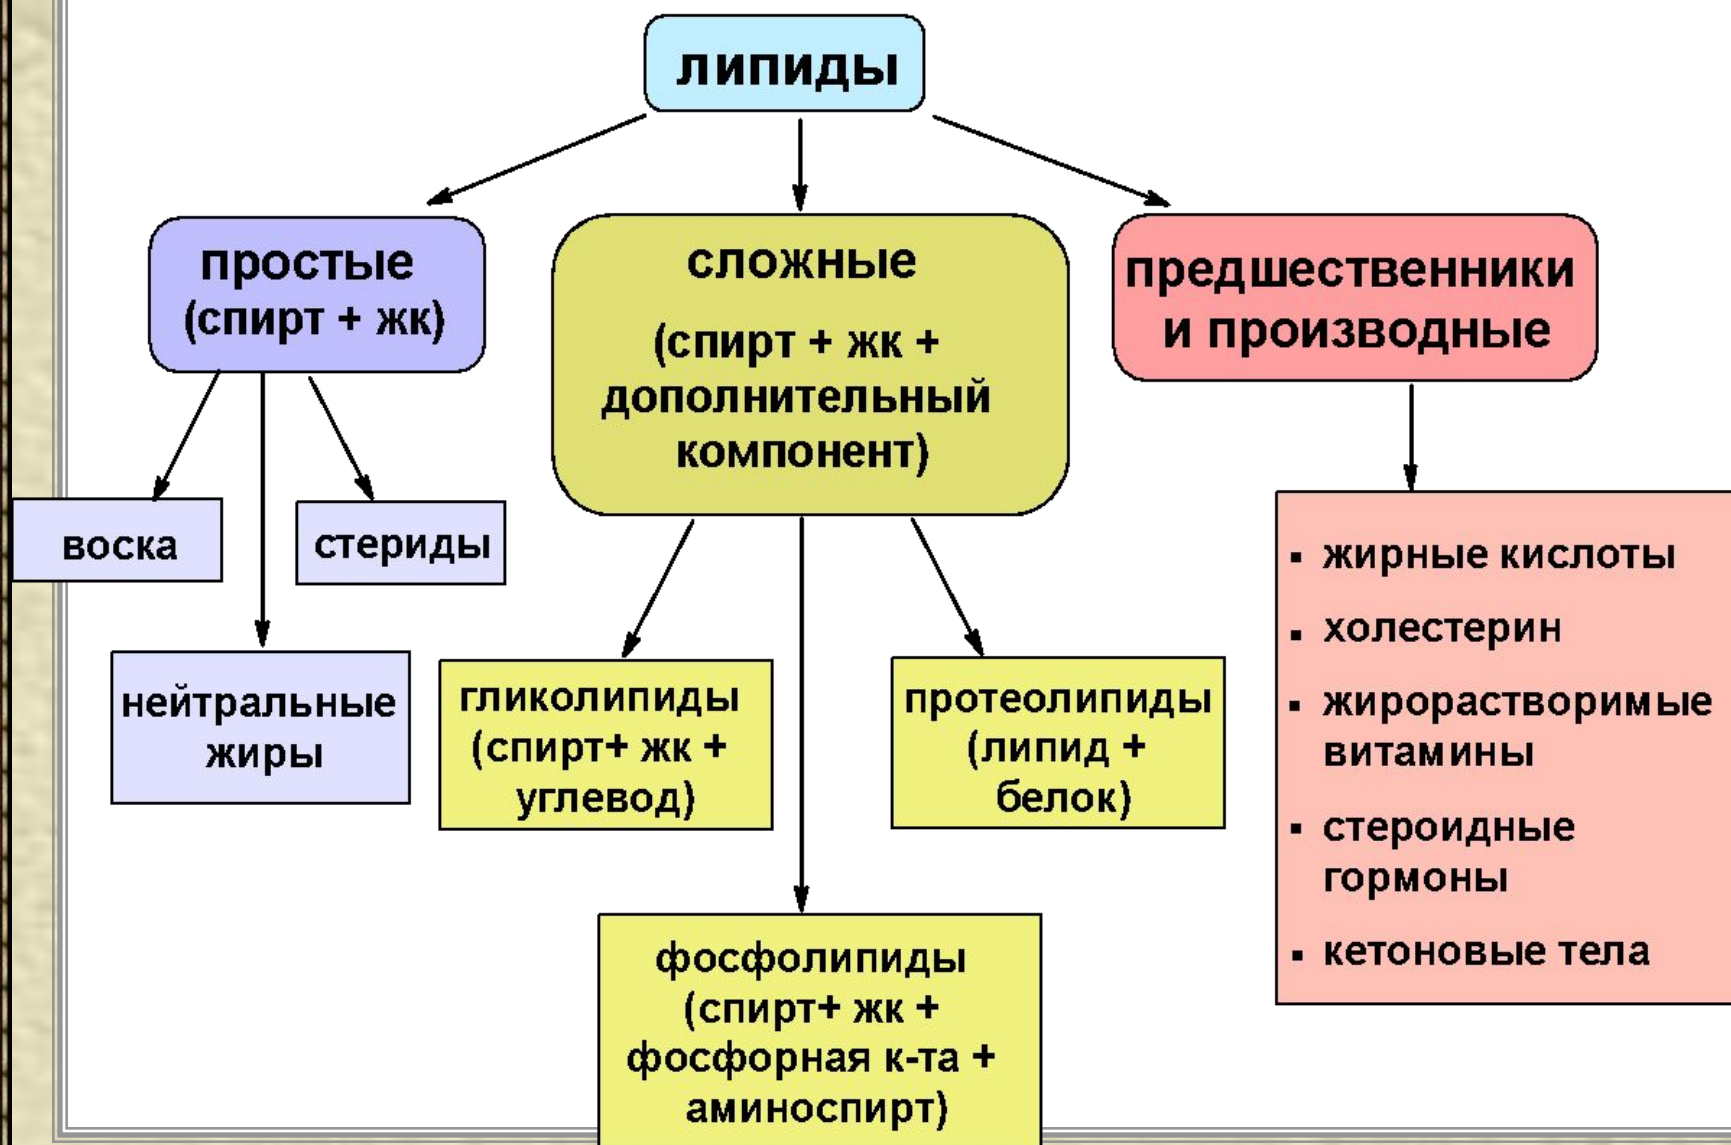 липиды
простые
(спирт + жк)
сложные
(спирт + жк +
дополнительный
компонент)
предшественники
и производные
воска
стериды
нейтральные
жиры
гликолипиды
(спирт+ жк +
углевод)
протеолипиды
(липид +
белок)
фосфолипиды
(спирт+ жк +
фосфорная к-та +
аминоспирт)
▪ жирные кислоты
▪ холестерин
▪ жирорастворимые
витамины
▪ стероидные
гормоны
▪ кетоновые тела